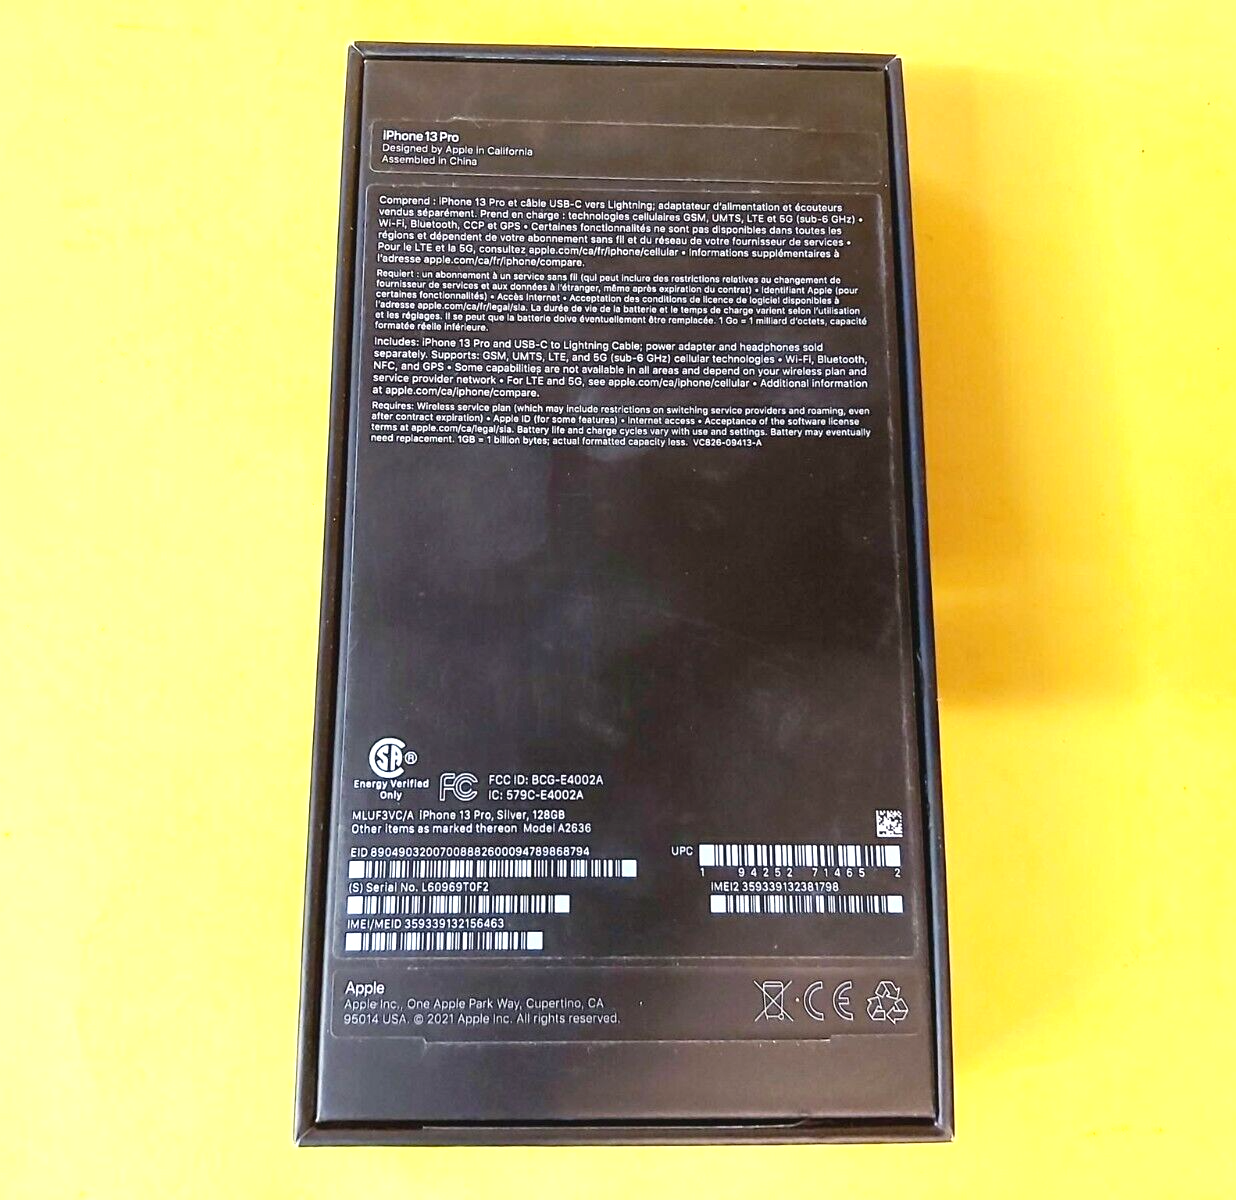 iPhone 13 Pro
Designed by Apple in California
Assembled in China
Comprend : iPhone 13 Pro et câble USB-C vers Lightning; adaptateur d'alimentation et écouteurs
vendus séparément. Prend en charge : technologies cellulaires GSM, UMTS, LTE et 5G (sub-6 GHz) •
Wi-Fi, Bluetooth, CCP et GPS • Certaines fonctionnalités ne sont pas disponibles dans toutes les
régions et dépendent de votre abonnement sans fil et du réseau de votre fournisseur de services •
Pour le LTE et la 5G, consultez apple.com/ca/fr/iphone/cellular • Informations supplémentaires à
l'adresse apple.com/ca/fr/iphone/compare.
Requiert : un abonnement à un service sans fil (qui peut inclure des restrictions relatives au changement de
fournisseur de services et aux données à l'étranger, même après expiration du contrat) • Identifiant Apple (pour
certaines fonctionnalités) • Accès Internet • Acceptation des conditions de licence de logiciel disponibles à
l'adresse apple.com/ca/fr/legal/sla. La durée de vie de la batterie et le temps de charge varient selon l'utilisation
et les réglages. Il se peut que la batterie doive éventuellement être remplacée. 1 Go = 1 milliard d'octets, capacité
formatée réelle inférieure.
Includes: iPhone 13 Pro and USB-C to Lightning Cable; power adapter and headphones sold
separately. Supports: GSM, UMTS, LTE, and 5G (sub-6 GHz) cellular technologies • Wi-Fi, Bluetooth,
NFC, and GPS • Some capabilities are not available in all areas and depend on your wireless plan and
service provider network • For LTE and 5G, see apple.com/ca/iphone/cellular • Additional information
at apple.com/ca/iphone/compare.
Requires: Wireless service plan (which may include restrictions on switching service providers and roaming, even
after contract expiration) • Apple ID (for some features) • Internet access • Acceptance of the software license
terms at apple.com/ca/legal/sla. Battery life and charge cycles vary with use and settings. Battery may eventually
need replacement. 1GB = 1 billion bytes; actual formatted capacity less. VC826-09413-A
SA ®
Energy Verified
Only
FC
FCC ID: BCG-E4002A
IC: 579C-E4002A
MLUF3VC/A iPhone 13 Pro, Silver, 128GB
Other items as marked thereon Model A2636
EID 89049032007008882600094789868794
UPC
1 94252 71465 2
(S) Serial No. L60969T0F2
IMEI2 359339132381798
IMEI/MEID 359339132156463
Apple
Apple Inc., One Apple Park Way, Cupertino, CA
95014 USA. © 2021 Apple Inc. All rights reserved.
CE